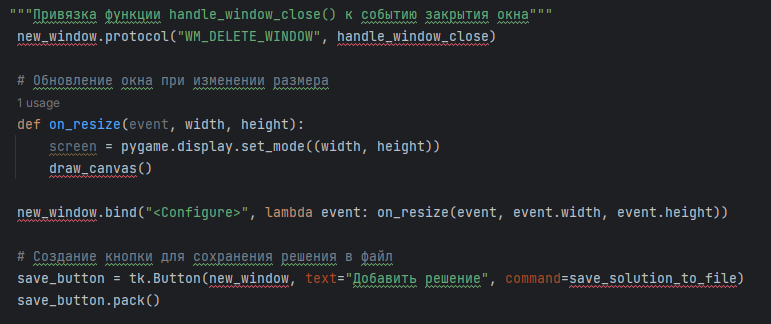 """Привязка функции handle_window_close() к событию закрытия окна"""
new_window.protocol("WM_DELETE_WINDOW", handle_window_close)
# Обновление окна при изменении размера
1 usage
def on_resize(event, width, height):
screen = pygame.display.set_mode((width, height))
draw_canvas()
new_window.bind("<Configure>", lambda event: on_resize(event, event.width, event.height))
# Создание кнопки для сохранения решения в файл
save_button = tk.Button(new_window, text="Добавить решение", command=save_solution_to_file)
save_button.pack()